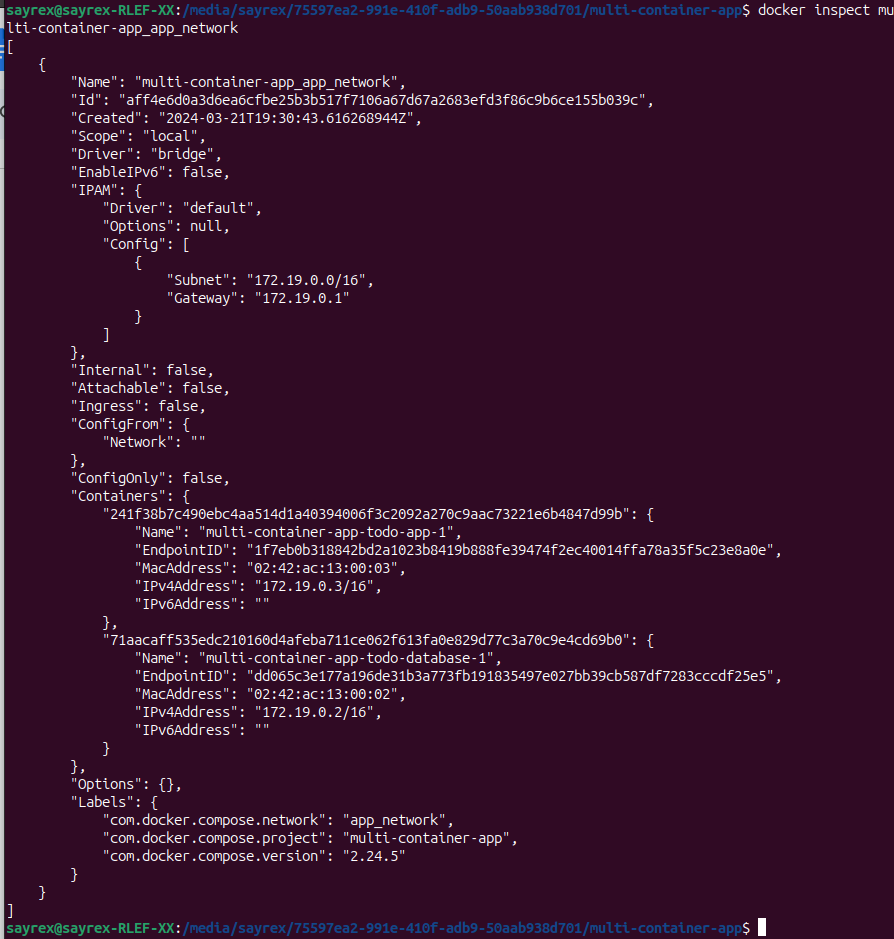 sayrex@sayrex-RLEF-XX:/media/sayrex/75597ea2-991e-410f-adb9-50aab938d701/multi-container-app$ docker inspect mu
lti-container-app_app_network
[
    {
        "Name": "multi-container-app_app_network",
        "Id": "aff4e6d0a3d6ea6cfbe25b3b517f7106a67d67a2683efd3f86c9b6ce155b039c",
        "Created": "2024-03-21T19:30:43.616268944Z",
        "Scope": "local",
        "Driver": "bridge",
        "EnableIPv6": false,
        "IPAM": {
            "Driver": "default",
            "Options": null,
            "Config": [
                {
                    "Subnet": "172.19.0.0/16",
                    "Gateway": "172.19.0.1"
                }
            ]
        },
        "Internal": false,
        "Attachable": false,
        "Ingress": false,
        "ConfigFrom": {
            "Network": ""
        },
        "ConfigOnly": false,
        "Containers": {
            "241f38b7c490ebc4aa514d1a40394006f3c2092a270c9aac73221e6b4847d99b": {
                "Name": "multi-container-app-todo-app-1",
                "EndpointID": "1f7eb0b318842bd2a1023b8419b888fe39474f2ec40014ffa78a35f5c23e8a0e",
                "MacAddress": "02:42:ac:13:00:03",
                "IPv4Address": "172.19.0.3/16",
                "IPv6Address": ""
            },
            "71aacaff535edc210160d4afeba711ce062f613fa0e829d77c3a70c9e4cd69b0": {
                "Name": "multi-container-app-todo-database-1",
                "EndpointID": "dd065c3e177a196de31b3a773fb191835497e027bb39cb587df7283cccdf25e5",
                "MacAddress": "02:42:ac:13:00:02",
                "IPv4Address": "172.19.0.2/16",
                "IPv6Address": ""
            }
        },
        "Options": {},
        "Labels": {
            "com.docker.compose.network": "app_network",
            "com.docker.compose.project": "multi-container-app",
            "com.docker.compose.version": "2.24.5"
        }
    }
]
sayrex@sayrex-RLEF-XX:/media/sayrex/75597ea2-991e-410f-adb9-50aab938d701/multi-container-app$